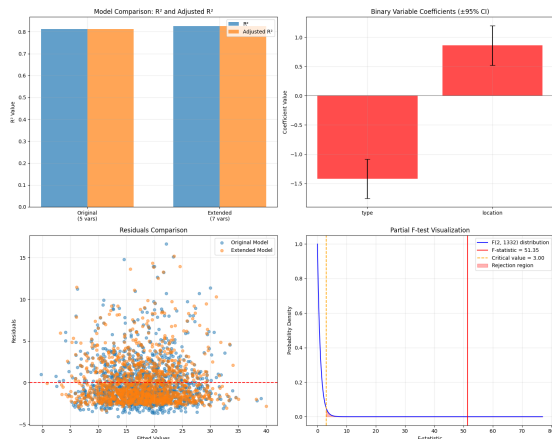 Model Comparison: R² and Adjusted R²
R²
Adjusted R²
R² Value
0.8
0.7
0.6
0.5
0.4
0.3
0.2
0.1
0.0
Original
(5 vars)
Extended
(7 vars)
Binary Variable Coefficients (±95% CI)
Coefficient Value
1.0
0.5
0.0
−0.5
−1.0
−1.5
type
location
Residuals Comparison
Original Model
Extended Model
Residuals
15
10
5
0
−5
0
5
10
15
20
25
30
35
40
Fitted Values
Partial F-test Visualization
F(2, 1332) distribution
F-statistic = 51.35
Critical value = 3.00
Rejection region
Probability Density
1.0
0.8
0.6
0.4
0.2
0.0
0
10
20
30
40
50
60
70
80
F-statistic